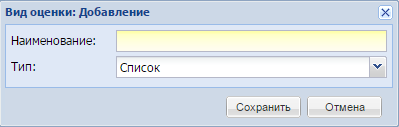 Вид оценки: Добавление
Наименование:
Тип: Список
Сохранить Отмена